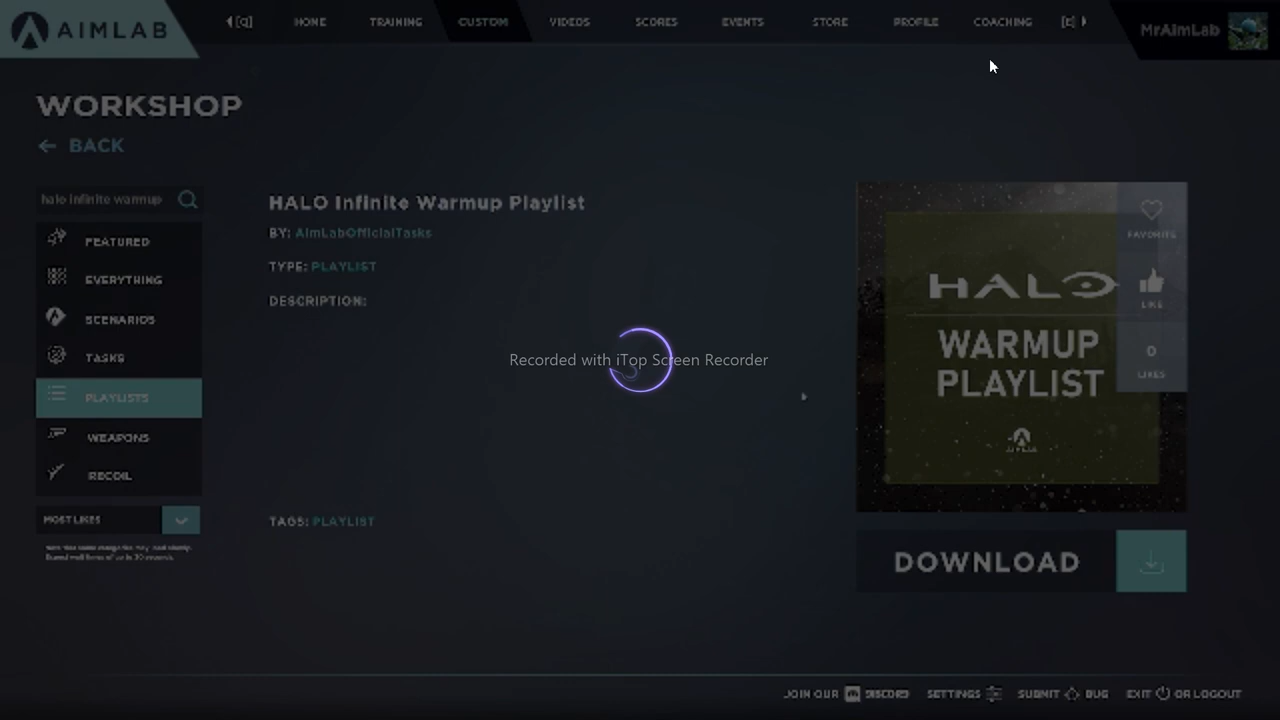 AIMLAB
[Q]
HOME
TRAINING
CUSTOM
VIDEOS
SCORES
EVENTS
STORE
PROFILE
COACHING
[E]
MrAimLab
WORKSHOP
BACK
halo infinite warmup
FEATURED
EVERYTHING
SCENARIOS
TASKS
PLAYLISTS
WEAPONS
RECOIL
MOST LIKES
HALO Infinite Warmup Playlist
BY: AimLabOfficialTasks
TYPE: PLAYLIST
DESCRIPTION:
Recorded with iTop Screen Recorder
TAGS: PLAYLIST
HALO
WARMUP
PLAYLIST
FAVORITE
LIKE
0
LIKES
DOWNLOAD
JOIN OUR DISCORD
SETTINGS
SUBMIT BUG
EXIT OR LOGOUT